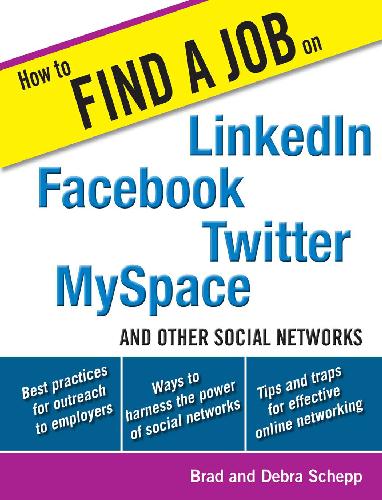 How to FIND A JOB on
LinkedIn
Facebook
Twitter
MySpace
AND OTHER SOCIAL NETWORKS
Best practices
for outreach
to employers
Ways to
harness the power
of social networks
Tips and traps
for effective
online networking
Brad and Debra Schepp